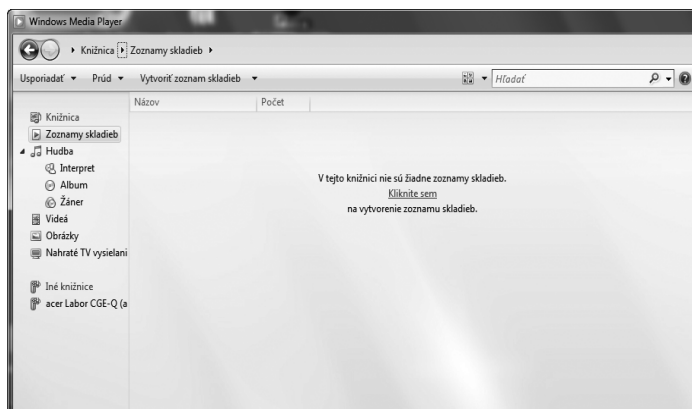 Windows Media Player
Knižnica Zoznamy skladieb
Usporiadať Prúd Vytvoriť zoznam skladieb Hľadať
Názov Počet
Knižnica
Zoznamy skladieb
Hudba
Interpret
Album
Žáner
Videá
Obrázky
Nahraté TV vysielani
Iné knižnice
acer Labor CGE-Q (a
V tejto knižnici nie sú žiadne zoznamy skladieb.
Kliknite sem
na vytvorenie zoznamu skladieb.